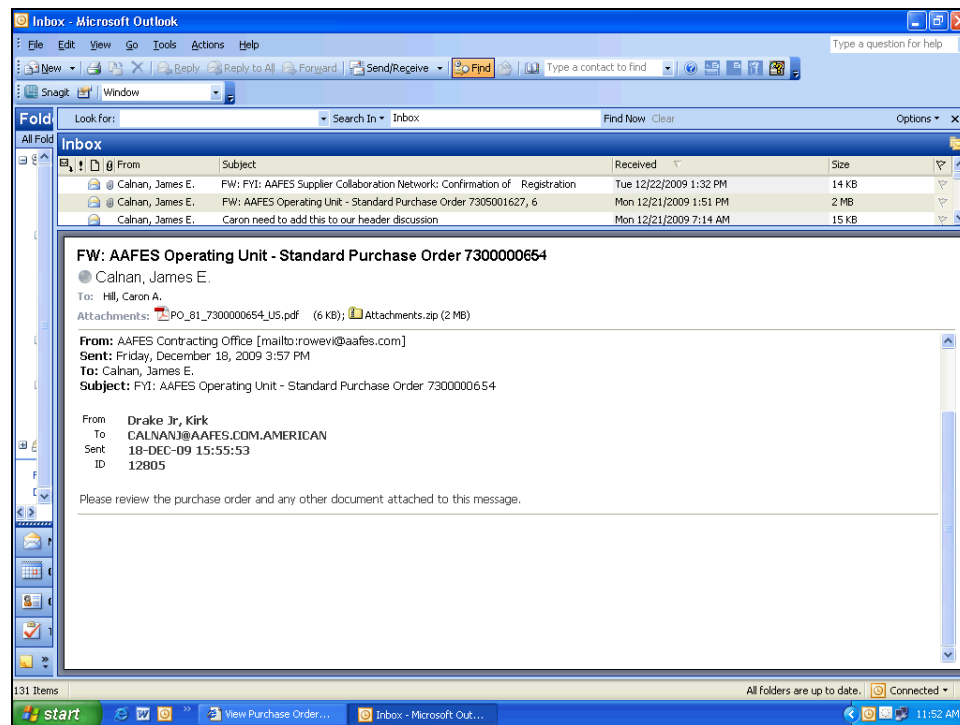 Inbox - Microsoft Outlook
File Edit View Go Tools Actions Help Type a question for help
New Reply Reply to All Forward Send/Receive Find Type a contact to find
Snagit Window
Look for: Search In Inbox Find Now Clear Options
All Fold
Inbox
From Subject Received Size
Calnan, James E. FW: FYI: AAFES Supplier Collaboration Network: Confirmation of Registration Tue 12/22/2009 1:32 PM 14 KB
Calnan, James E. FW: AAFES Operating Unit - Standard Purchase Order 7305001627, 6 Mon 12/21/2009 1:51 PM 2 MB
Calnan, James E. Caron need to add this to our header discussion Mon 12/21/2009 7:14 AM 15 KB
FW: AAFES Operating Unit - Standard Purchase Order 7300000654
Calnan, James E.
To: Hill, Caron A.
Attachments: PO_81_7300000654_US.pdf (6 KB); Attachments.zip (2 MB)
From: AAFES Contracting Office [mailto:rowevi@aafes.com]
Sent: Friday, December 18, 2009 3:57 PM
To: Calnan, James E.
Subject: FYI: AAFES Operating Unit - Standard Purchase Order 7300000654
From Drake Jr, Kirk
To CALNANJ@AAFES.COM.AMERICAN
Sent 18-DEC-09 15:55:53
ID 12805
Please review the purchase order and any other document attached to this message.
131 Items All folders are up to date. Connected
start View Purchase Order... Inbox - Microsoft Out... 11:52 AM